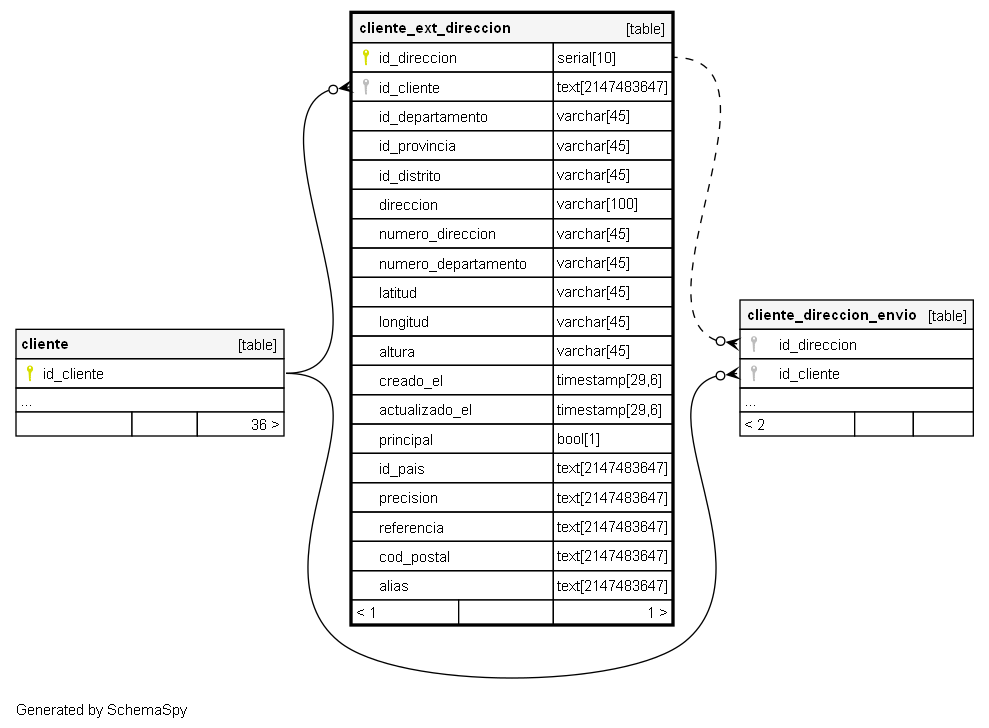 cliente_ext_direccion [table]
id_direccion serial[10]
id_cliente text[2147483647]
id_departamento varchar[45]
id_provincia varchar[45]
id_distrito varchar[45]
direccion varchar[100]
numero_direccion varchar[45]
numero_departamento varchar[45]
latitud varchar[45]
longitud varchar[45]
altura varchar[45]
creado_el timestamp[29,6]
actualizado_el timestamp[29,6]
principal bool[1]
id_pais text[2147483647]
precision text[2147483647]
referencia text[2147483647]
cod_postal text[2147483647]
alias text[2147483647]
< 1 1 >
cliente [table]
id_cliente
...
36 >
cliente_direccion_envio [table]
id_direccion
id_cliente
...
< 2
Generated by SchemaSpy